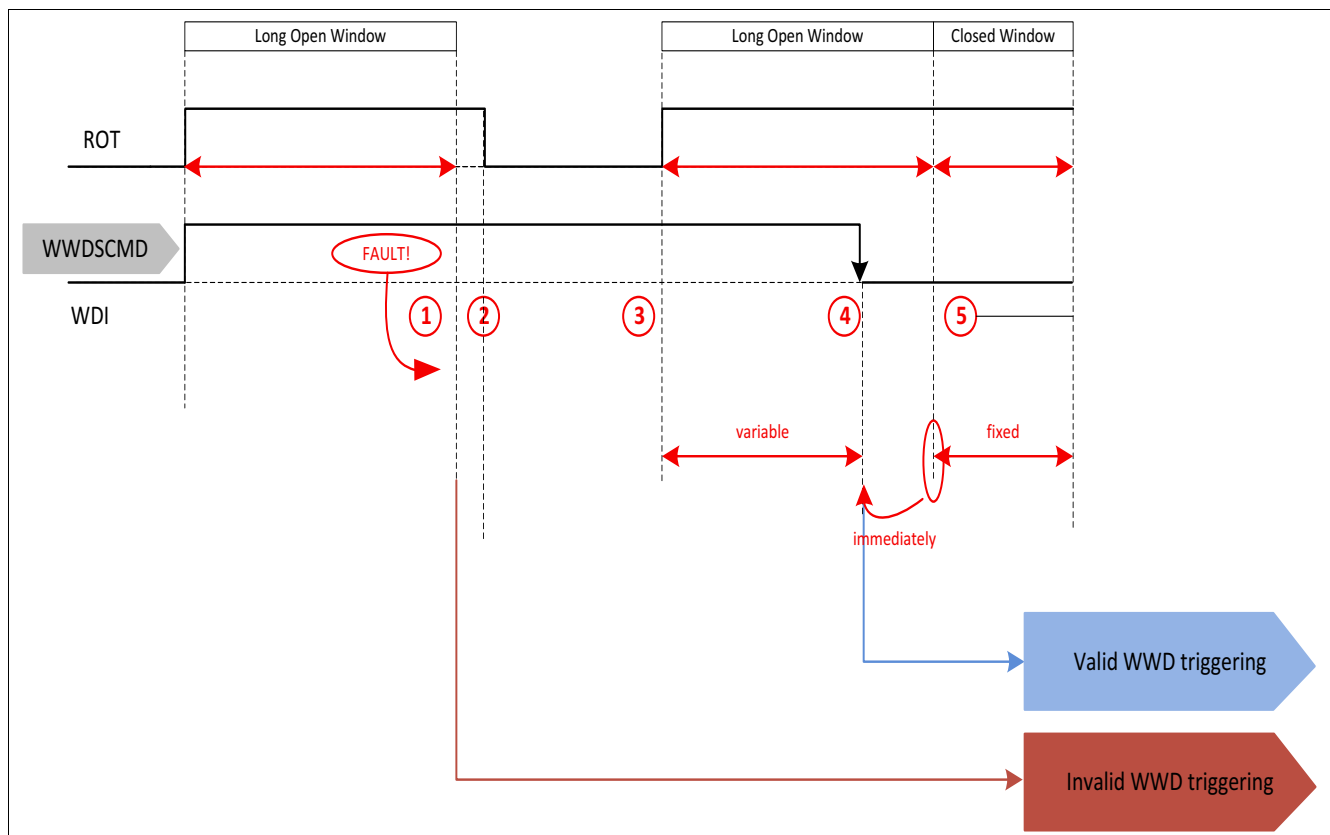 Long Open Window
Long Open Window
Closed Window
ROT
WWDSCMD
FAULT!
WDI
1
2
3
4
5
variable
fixed
immediately
Valid WWD triggering
Invalid WWD triggering